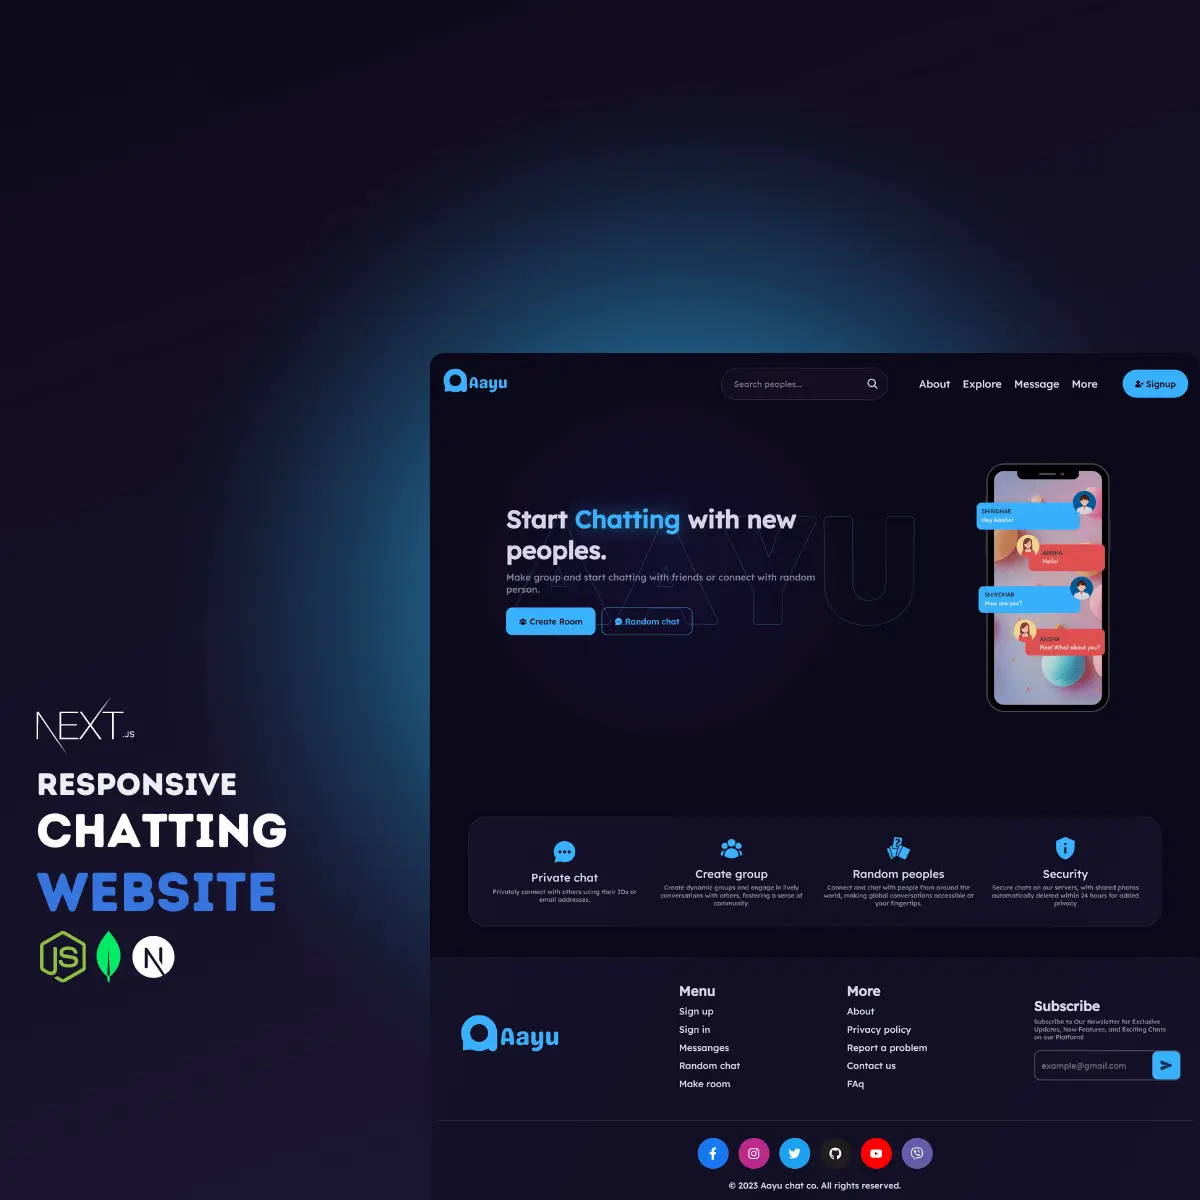 NEXT.JS
RESPONSIVE
CHATTING
WEBSITE
JS
N
Aayu
Search peoples...
About
Explore
Message
More
Signup
Start Chatting with new
peoples.
AAYU
Make group and start chatting with friends or connect with random
person.
Create Room
Random chat
SHIRIDHAR
Hey Aaisha!
AAISHA
Hello!
SHIRIDHAR
How are you?
AAISHA
Fine! What about you?
Private chat
Privately connect with others using their IDs or
email addresses.
Create group
Create dynamic groups and engage in lively
conversations with others, fostering a sense of
community.
Random peoples
Connect and chat with people from around the
world, making global conversations accessible at
your fingertips.
Security
Secure chats on our servers, with shared photos
automatically deleted within 24 hours for added
privacy
Aayu
Menu
Sign up
Sign in
Messanges
Random chat
Make room
More
About
Privacy policy
Report a problem
Contact us
FAq
Subscribe
Subscribe to Our Newsletter for Exclusive
Updates, New Features, and Exciting Chats
on our Platform!
example@gmail.com
© 2023 Aayu chat co. All rights reserved.